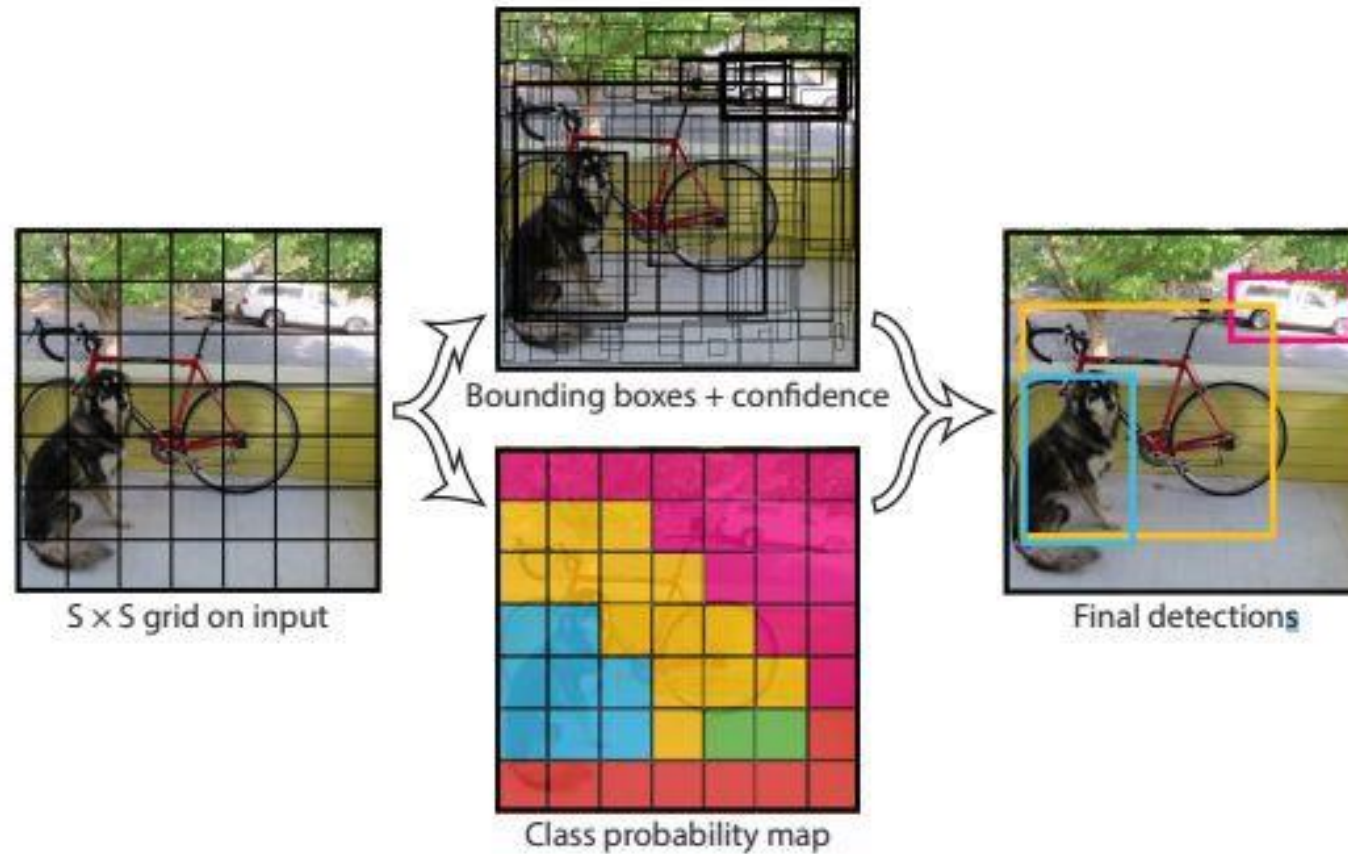 Bounding boxes + confidence
S × S grid on input
Final detections
Class probability map